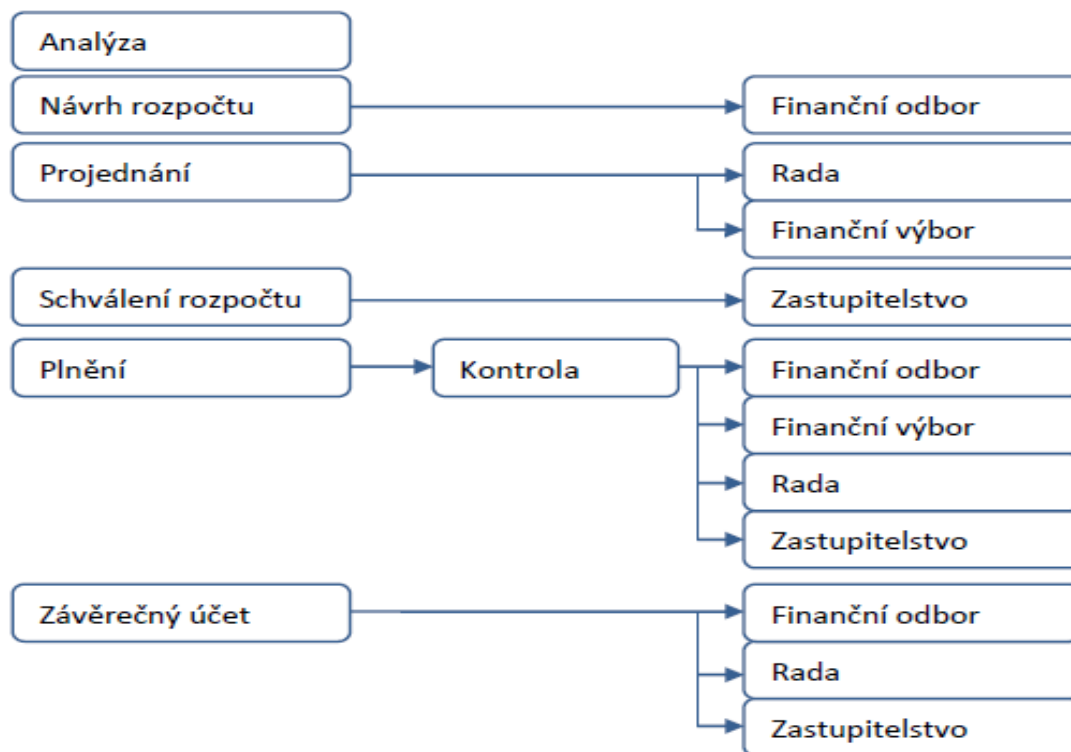 Analýza
Návrh rozpočtu
Finanční odbor
Projednání
Rada
Finanční výbor
Schválení rozpočtu
Zastupitelstvo
Plnění
Kontrola
Finanční odbor
Finanční výbor
Rada
Zastupitelstvo
Závěrečný účet
Finanční odbor
Rada
Zastupitelstvo